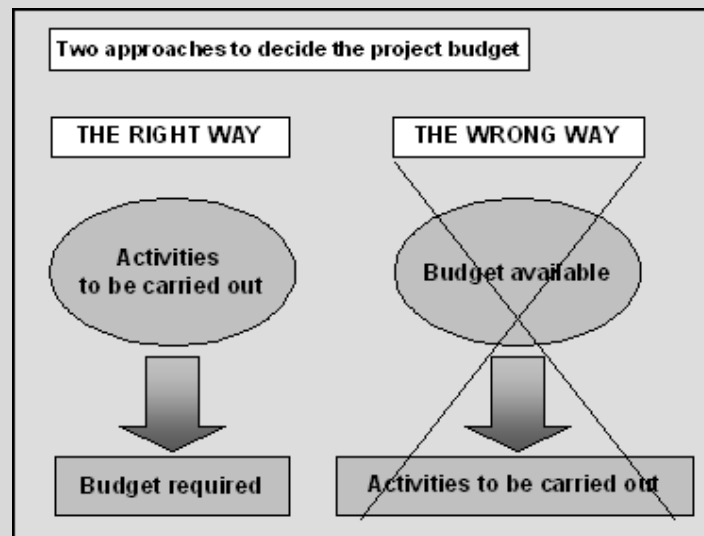 Two approaches to decide the project budget
THE RIGHT WAY
Activities
to be carried out
Budget required
THE WRONG WAY
Budget available
Activities to be carried out